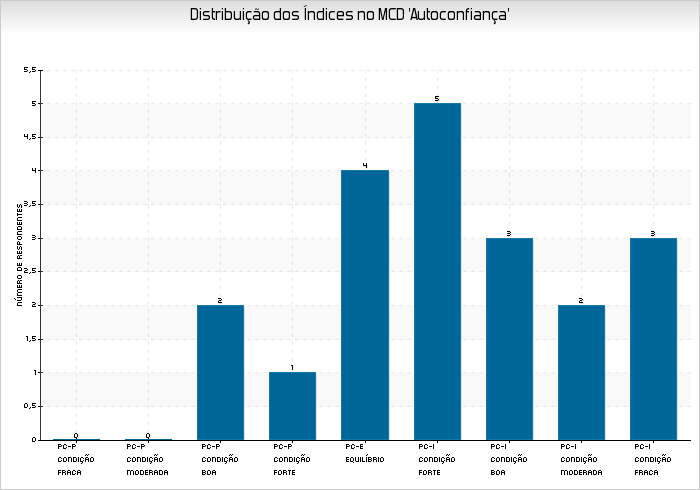 Distribuição dos Índices no MCD 'Autoconfiança'
NÚMERO DE RESPONDENTES
5,5
5
4,5
4
3,5
3
2,5
2
1,5
1
0,5
0
0
0
2
1
4
5
3
2
3
PC-P
CONDIÇÃO
FRACA
PC-P
CONDIÇÃO
MODERADA
PC-P
CONDIÇÃO
BOA
PC-P
CONDIÇÃO
FORTE
PC-E
EQUILÍBRIO
PC-I
CONDIÇÃO
FORTE
PC-I
CONDIÇÃO
BOA
PC-I
CONDIÇÃO
MODERADA
PC-I
CONDIÇÃO
FRACA